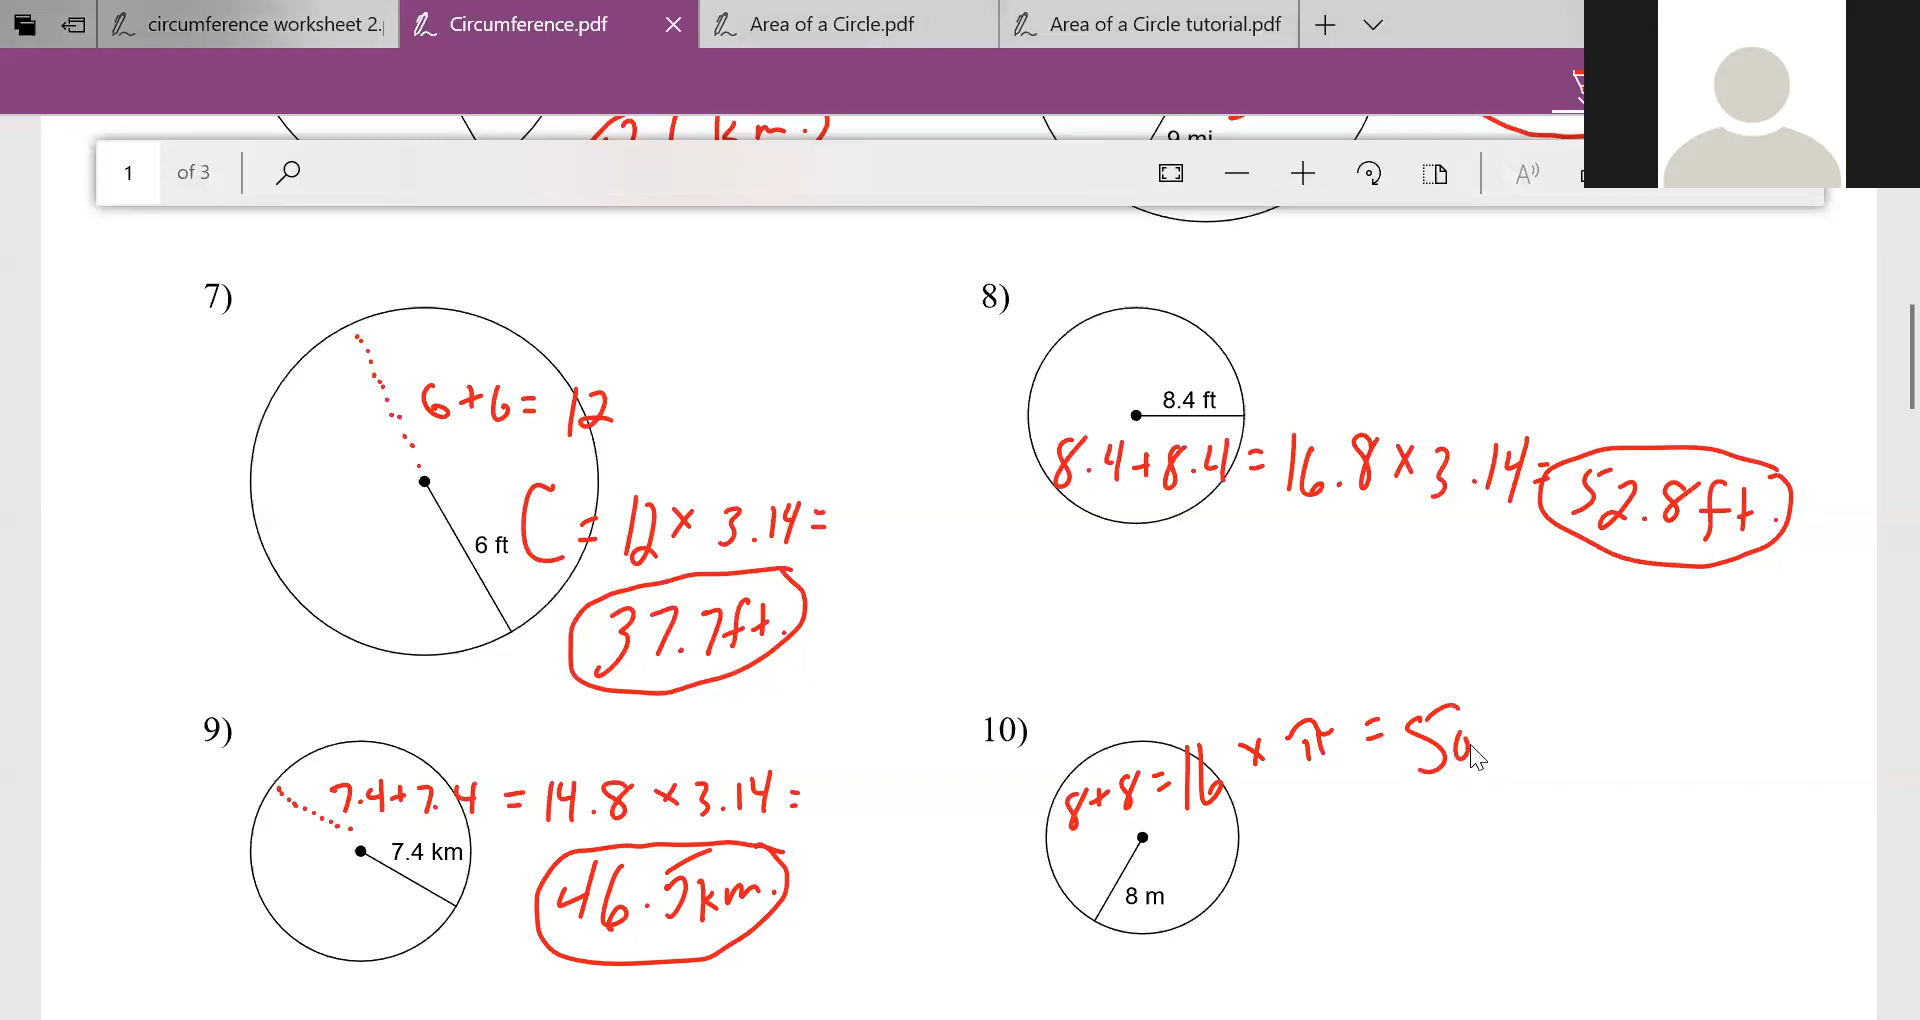 circumference worksheet 2.p
Circumference.pdf
Area of a Circle.pdf
Area of a Circle tutorial.pdf
km.
9 mi
1 of 3
7)
6+6= 12
6 ft
C = 12 × 3.14 =
37.7ft.
8)
8.4 ft
8.4+8.4 = 16.8 × 3.14 = 52.8ft.
9)
7.4+7.4 = 14.8 × 3.14 =
7.4 km
46.5km.
10)
8+8=16 × π = 50
8 m